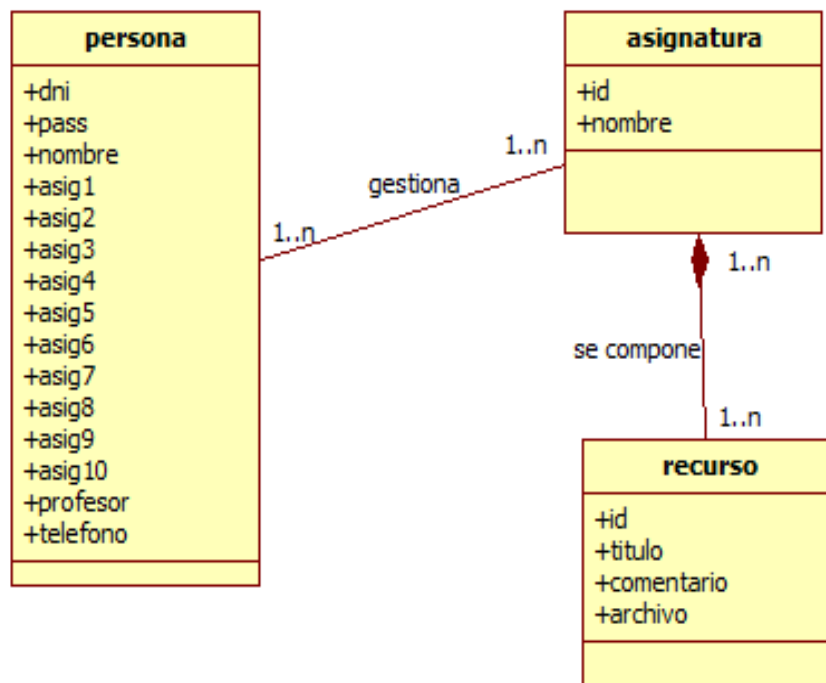 persona
+dni
+pass
+nombre
+asig1
+asig2
+asig3
+asig4
+asig5
+asig6
+asig7
+asig8
+asig9
+asig10
+profesor
+telefono
1..n
gestiona
1..n
asignatura
+id
+nombre
1..n
se compone
1..n
recurso
+id
+titulo
+comentario
+archivo